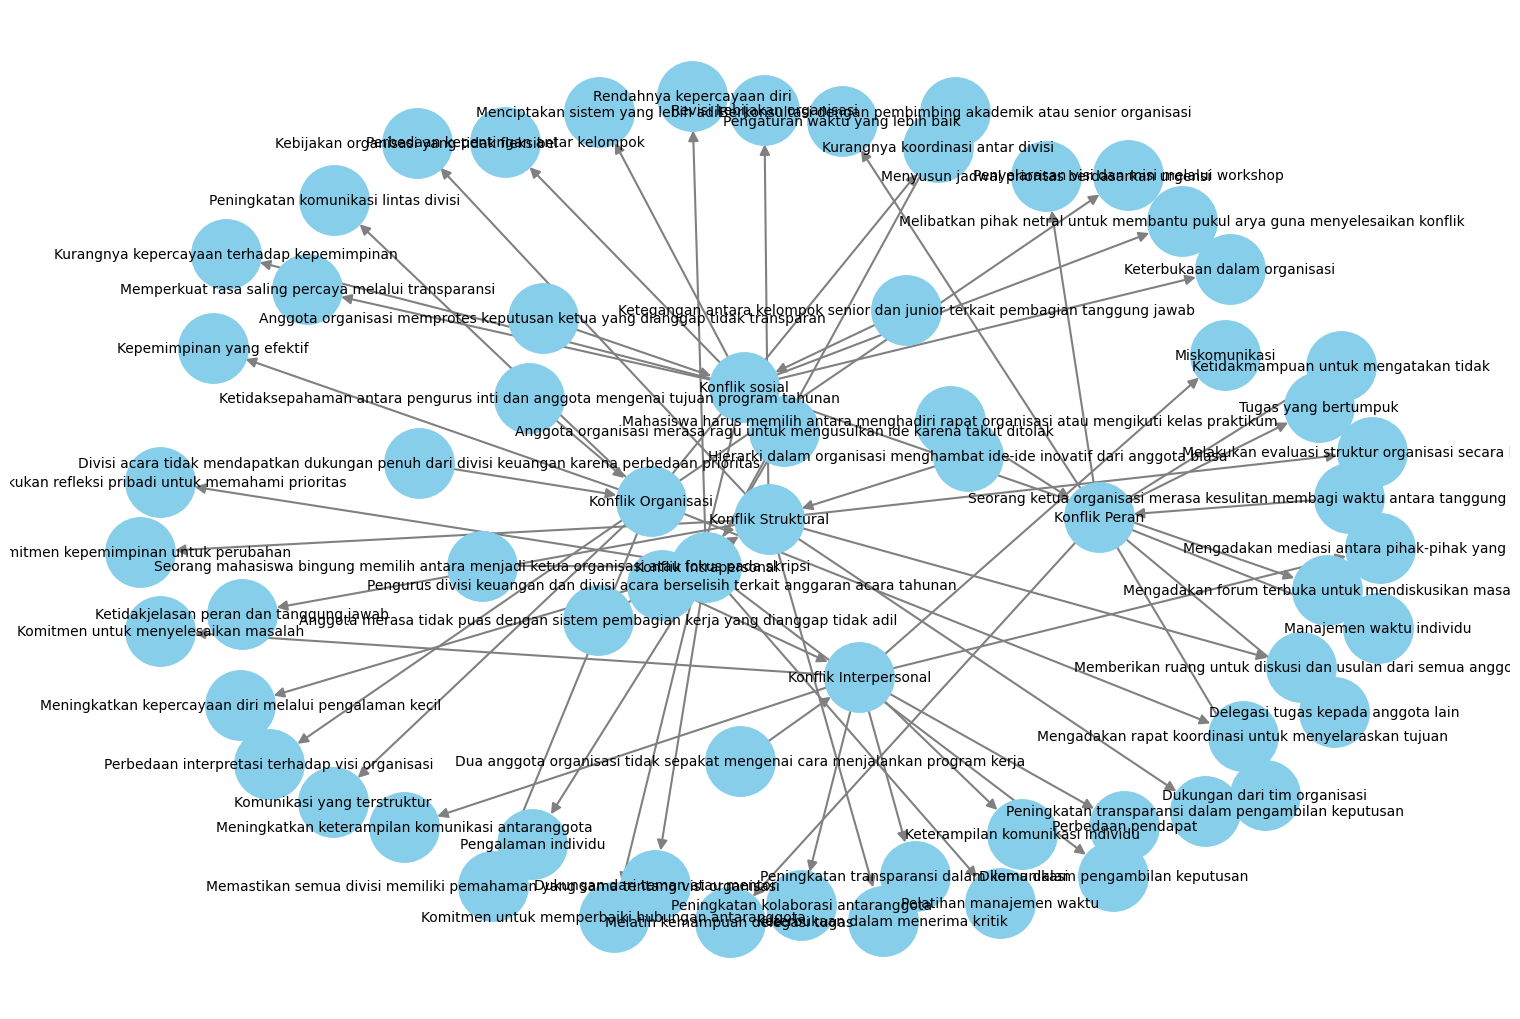 Rendahnya kepercayaan diri
Revisi kebijakan organisasi
Menciptakan sistem yang lebih adil
Berkonsultasi dengan pembimbing akademik atau senior organisasi
Pengaturan waktu yang lebih baik
Kebijakan organisasi yang tidak fleksibel
Perbedaan kepentingan antar kelompok
Kurangnya koordinasi antar divisi
Menyusun jadwal prioritas berdasarkan urgensi
Penyelarasan visi dan misi melalui workshop
Peningkatan komunikasi lintas divisi
Melibatkan pihak netral untuk membantu pukul arya guna menyelesaikan konflik
Kurangnya kepercayaan terhadap kepemimpinan
Keterbukaan dalam organisasi
Memperkuat rasa saling percaya melalui transparansi
Ketegangan antara kelompok senior dan junior terkait pembagian tanggung jawab
Anggota organisasi memprotes keputusan ketua yang dianggap tidak transparan
Kepemimpinan yang efektif
Miskomunikasi
Ketidakmampuan untuk mengatakan tidak
Konflik sosial
Ketidaksepahaman antara pengurus inti dan anggota mengenai tujuan program tahunan
Tugas yang bertumpuk
Mahasiswa harus memilih antara menghadiri rapat organisasi atau mengikuti kelas praktikum
Anggota organisasi merasa ragu untuk mengusulkan ide karena takut ditolak
Melakukan evaluasi struktur organisasi secara
Hierarki dalam organisasi menghambat ide-ide inovatif dari anggota biasa
Divisi acara tidak mendapatkan dukungan penuh dari divisi keuangan karena perbedaan prioritas
kukan refleksi pribadi untuk memahami prioritas
Konflik Organisasi
Seorang ketua organisasi merasa kesulitan membagi waktu antara tanggung
Konflik Struktural
Konflik Peran
mitmen kepemimpinan untuk perubahan
Mengadakan mediasi antara pihak-pihak yang
Seorang mahasiswa bingung memilih antara menjadi ketua organisasi atau fokus pada skripsi
Konflik Intrapersonal
Pengurus divisi keuangan dan divisi acara berselisih terkait anggaran acara tahunan
Mengadakan forum terbuka untuk mendiskusikan masa
Ketidakjelasan peran dan tanggung jawab
Anggota merasa tidak puas dengan sistem pembagian kerja yang dianggap tidak adil
Komitmen untuk menyelesaikan masalah
Manajemen waktu individu
Memberikan ruang untuk diskusi dan usulan dari semua anggo
Konflik Interpersonal
Meningkatkan kepercayaan diri melalui pengalaman kecil
Delegasi tugas kepada anggota lain
Mengadakan rapat koordinasi untuk menyelaraskan tujuan
Perbedaan interpretasi terhadap visi organisasi
Dua anggota organisasi tidak sepakat mengenai cara menjalankan program kerja
Dukungan dari tim organisasi
Komunikasi yang terstruktur
Peningkatan transparansi dalam pengambilan keputusan
Meningkatkan keterampilan komunikasi antaranggota
Perbedaan pendapat
Keterampilan komunikasi individu
Pengalaman individu
Peningkatan transparansi dalam komunikasi
Dilema dalam pengambilan keputusan
Memastikan semua divisi memiliki pemahaman yang sama tentang visi organisasi
Dukungan dari teman atau mentor
Pelatihan manajemen waktu
Peningkatan kolaborasi antaranggota
Komitmen untuk memperbaiki hubungan antaranggota
Melatih kemampuan delegasi tugas
Keterbukaan dalam menerima kritik